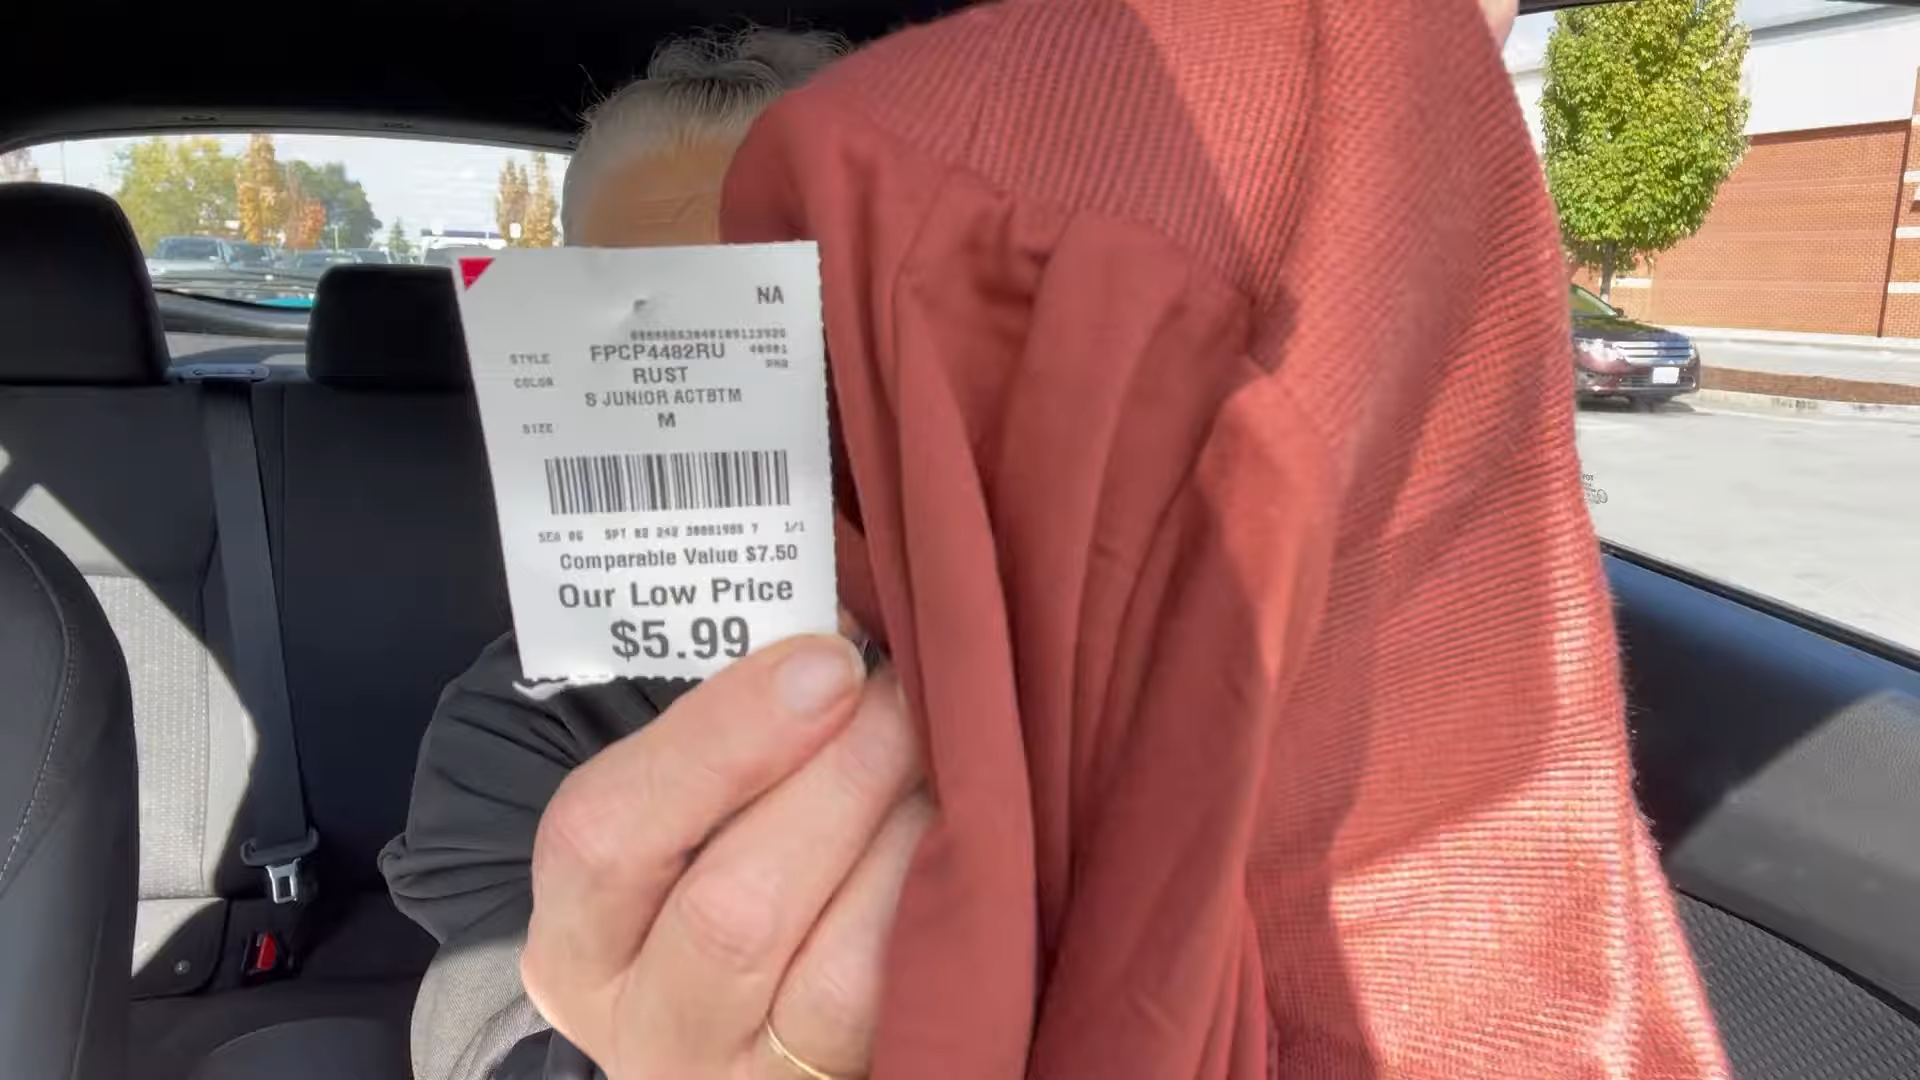 NA
STYLE FPCP4482RU
COLOR RUST
S JUNIOR ACTBTM
SIZE M
Comparable Value $7.50
Our Low Price
$5.99